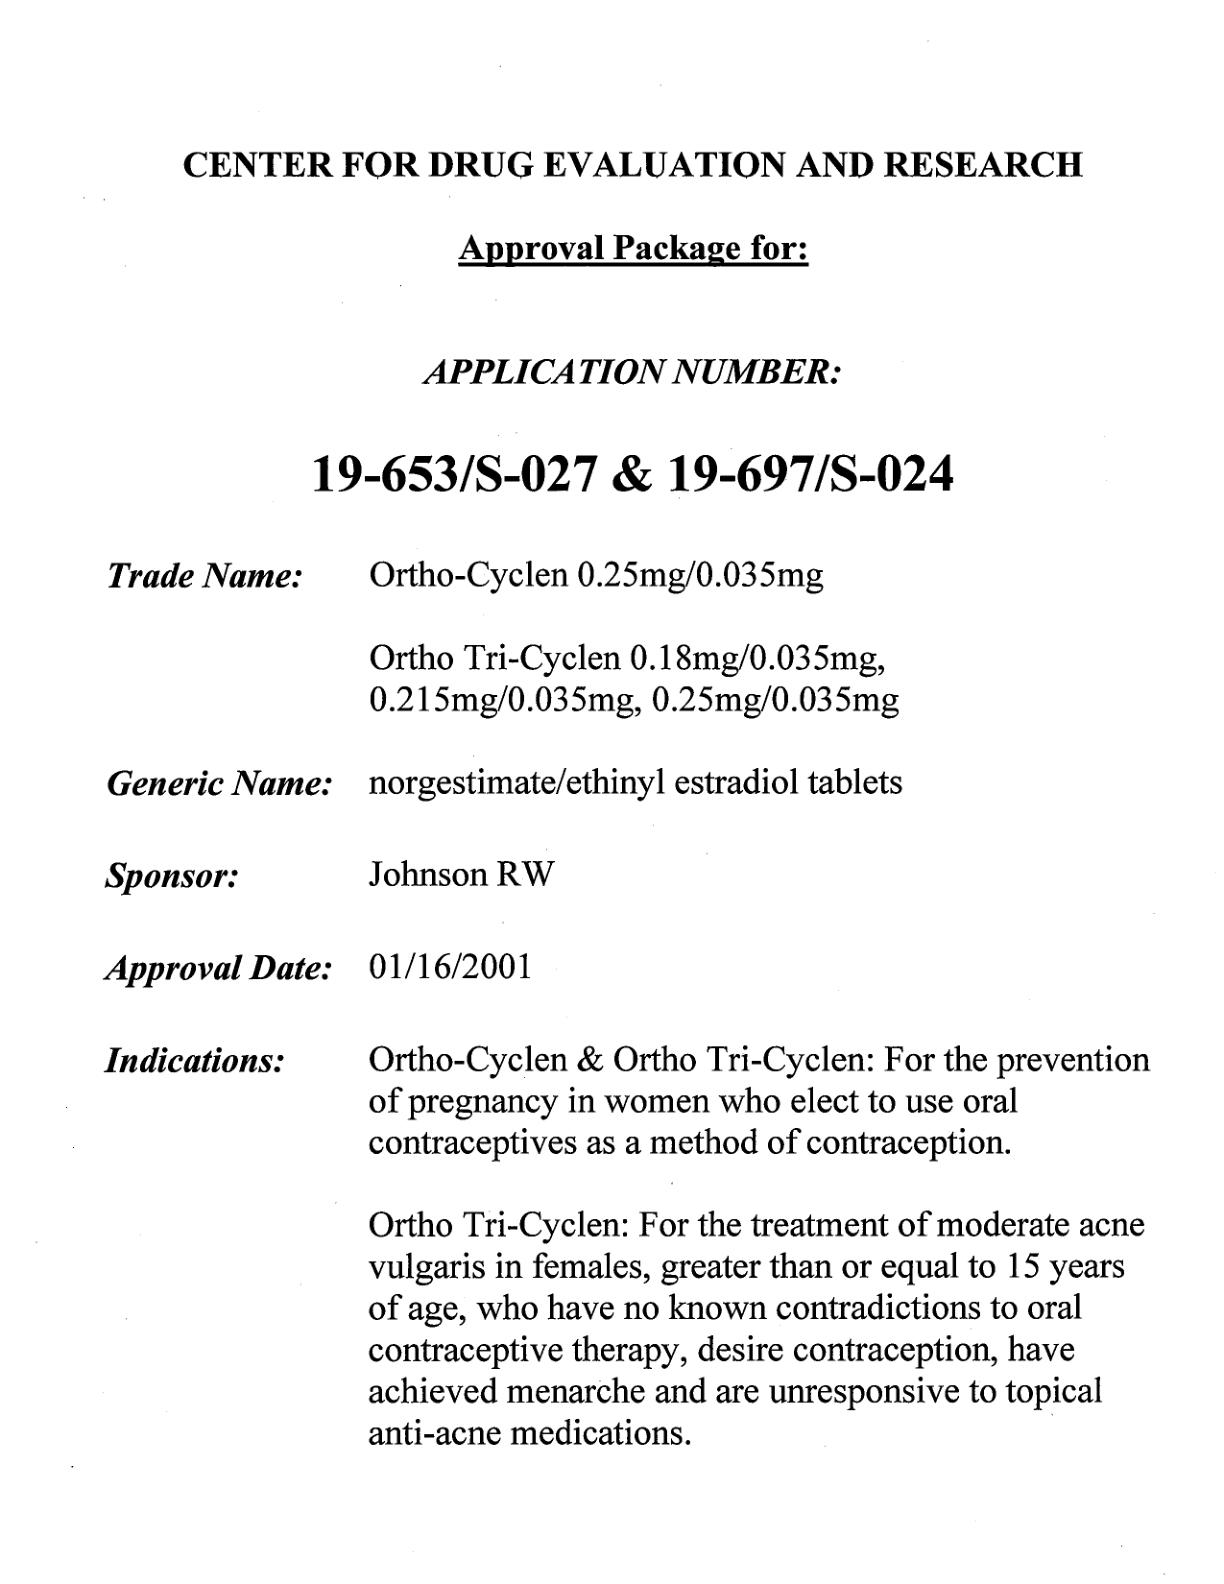 CENTER FOR DRUG EVALUATION AND RESEARCH
Approval Package for:
APPLICATION NUMBER:
19-653/S-027 & 19-697/S-024
Trade Name: Ortho-Cyclen 0.25mg/0.035mg
Ortho Tri-Cyclen 0.18mg/0.035mg,
0.215mg/0.035mg, 0.25mg/0.035mg
Generic Name: norgestimate/ethinyl estradiol tablets
Sponsor: Johnson RW
Approval Date: 01/16/2001
Indications: Ortho-Cyclen & Ortho Tri-Cyclen: For the prevention
of pregnancy in women who elect to use oral
contraceptives as a method of contraception.
Ortho Tri-Cyclen: For the treatment of moderate acne
vulgaris in females, greater than or equal to 15 years
of age, who have no known contradictions to oral
contraceptive therapy, desire contraception, have
achieved menarche and are unresponsive to topical
anti-acne medications.